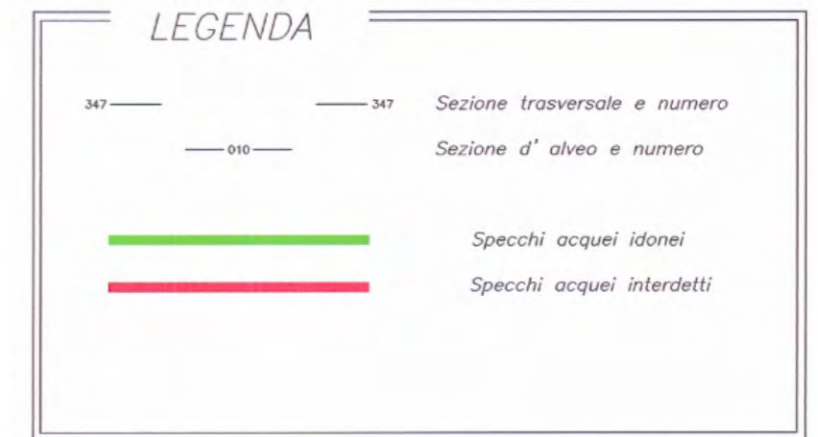 LEGENDA
347 347 Sezione trasversale e numero
010 Sezione d' alveo e numero
Specchi acquei idonei
Specchi acquei interdetti